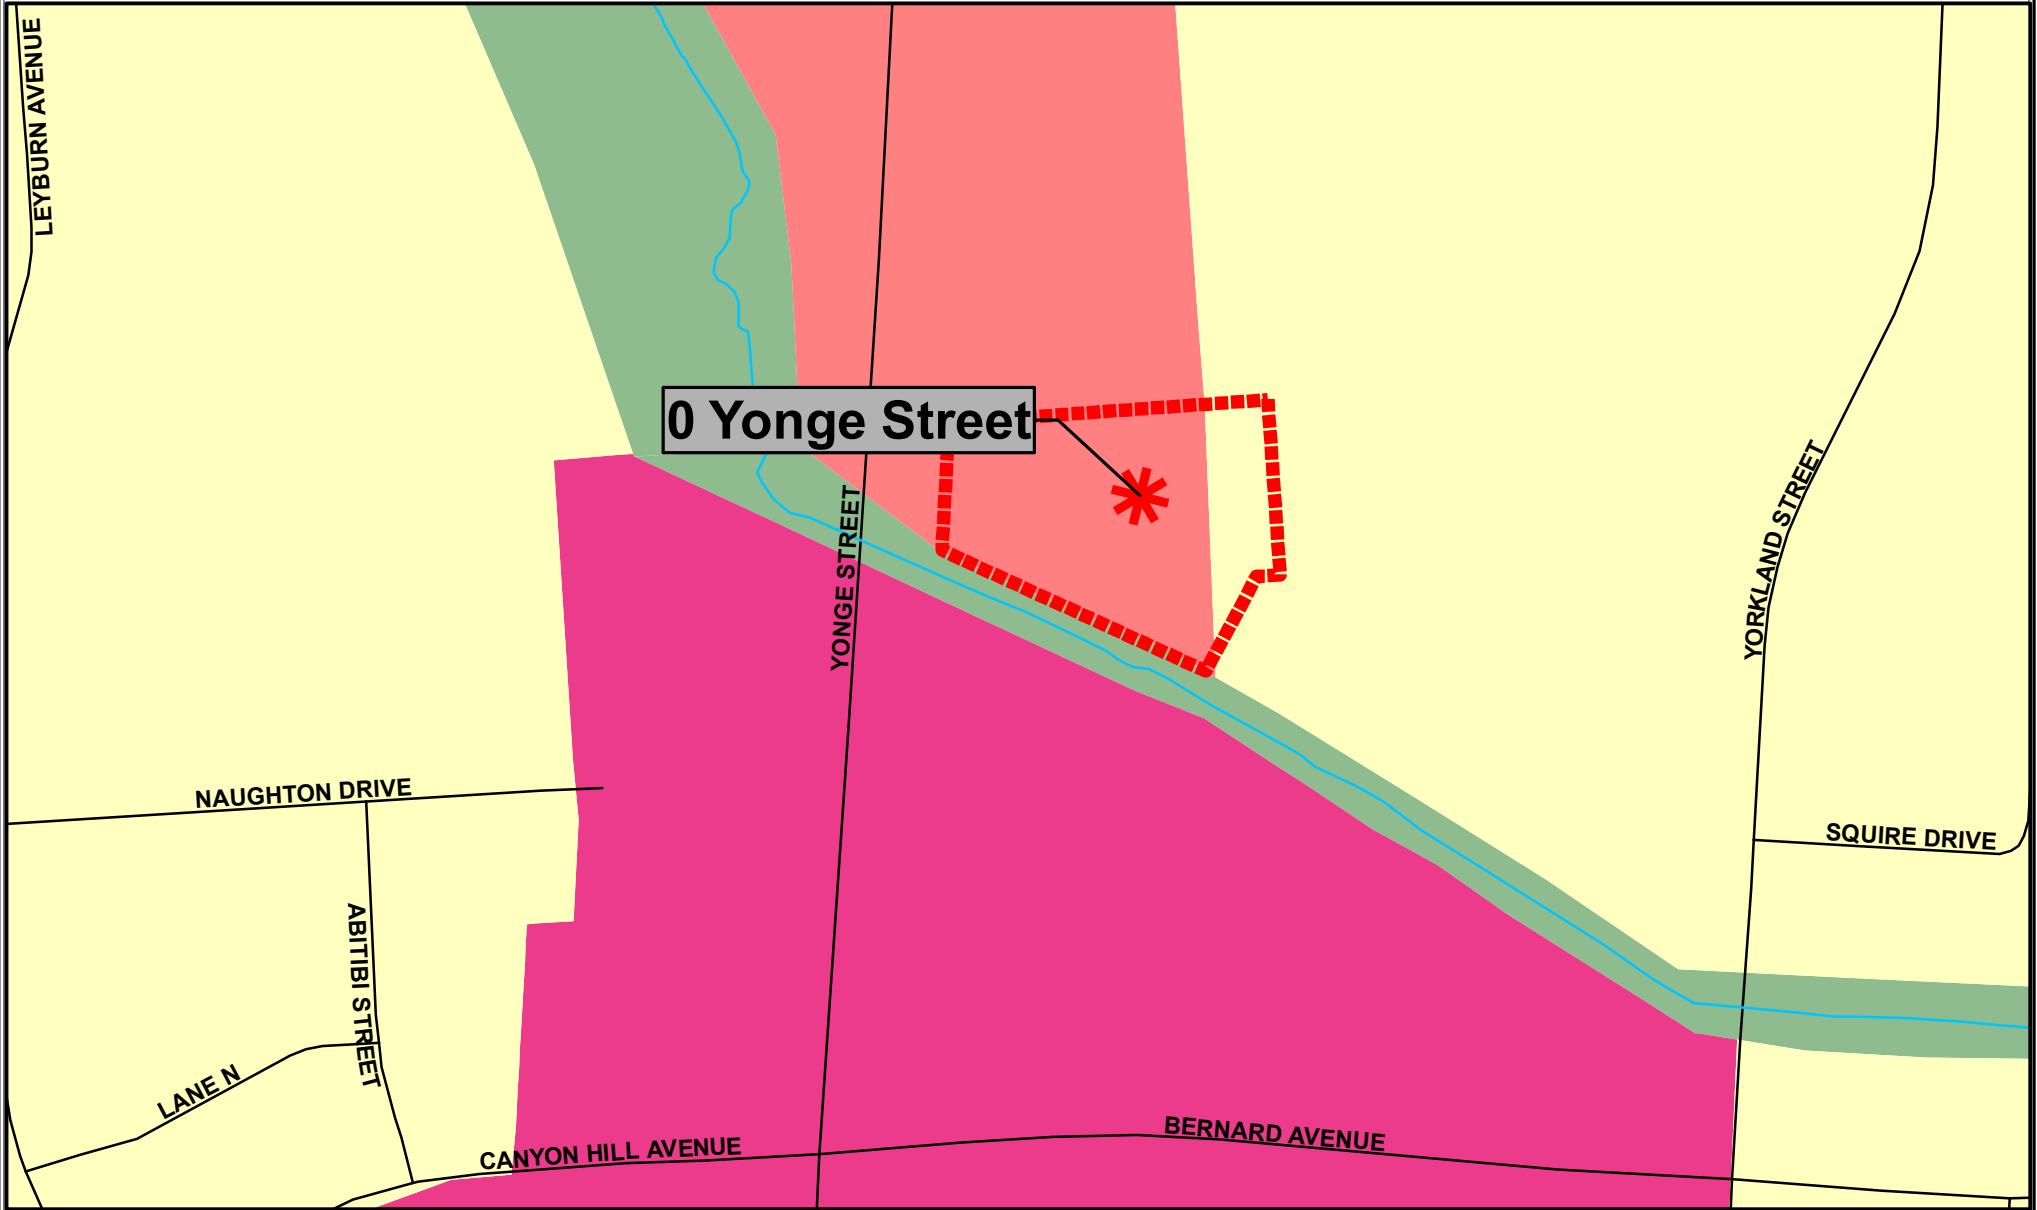 LEYBURN AVENUE
0 Yonge Street
YONGE STREET
YORKLAND STREET
NAUGHTON DRIVE
SQUIRE DRIVE
ABITIBI STREET
LANE N
CANYON HILL AVENUE
BERNARD AVENUE